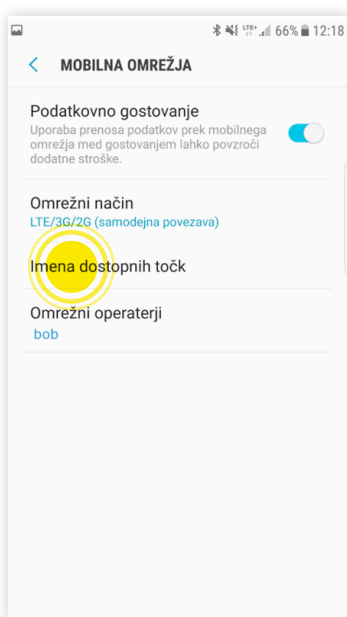 LTE+ 66% 12:18
MOBILNA OMREŽJA
Podatkovno gostovanje
Uporaba prenosa podatkov prek mobilnega
omrežja med gostovanjem lahko povzroči
dodatne stroške.
Omrežni način
LTE/3G/2G (samodejna povezava)
Imena dostopnih točk
Omrežni operaterji
bob